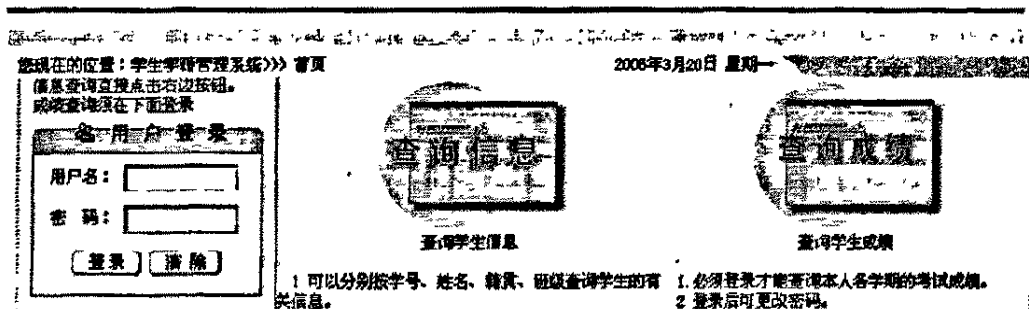 您现在的位置：学生学籍管理系统>>> 首页
2006年3月20日 星期一
信息查询直接点击右边按钮。
成绩查询须在下面登录
用户登录
用户名：
密 码：
登录
清除
查询信息
查询学生信息
1 可以分别按学号、姓名、籍贯、班级查询学生的有
关信息。
查询成绩
查询学生成绩
1.必须登录才能查询本人各学期的考试成绩。
2 登录后可更改密码。